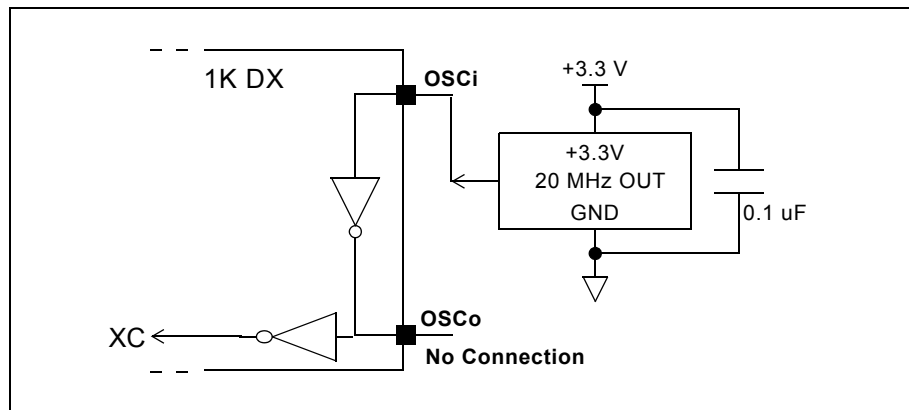 1K DX
OSCi
+3.3 V
+3.3V
20 MHz OUT
GND
0.1 uF
OSCo
XC
No Connection